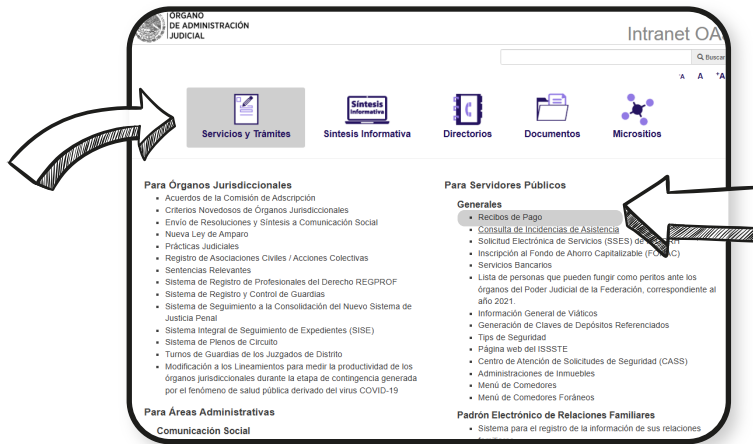 ÓRGANO
DE ADMINISTRACIÓN
JUDICIAL
Intranet OA
Buscar
-A A +A
Síntesis
Informativa
Servicios y Trámites
Síntesis Informativa
Directorios
Documentos
Micrositios
Para Órganos Jurisdiccionales
Acuerdos de la Comisión de Adscripción
Criterios Novedosos de Órganos Jurisdiccionales
Envío de Resoluciones y Síntesis a Comunicación Social
Nueva Ley de Amparo
Prácticas Judiciales
Registro de Asociaciones Civiles / Acciones Colectivas
Sentencias Relevantes
Sistema de Registro de Profesionales del Derecho REGPROF
Sistema de Registro y Control de Guardias
Sistema de Seguimiento a la Consolidación del Nuevo Sistema de
Justicia Penal
Sistema Integral de Seguimiento de Expedientes (SISE)
Sistema de Plenos de Circuito
Turnos de Guardias de los Juzgados de Distrito
Modificación a los Lineamientos para medir la productividad de los
órganos jurisdiccionales durante la etapa de contingencia generada
por el fenómeno de salud pública derivado del virus COVID-19
Para Áreas Administrativas
Comunicación Social
Para Servidores Públicos
Generales
Recibos de Pago
Consulta de Incidencias de Asistencia
Solicitud Electrónica de Servicios (SSES) de
Inscripción al Fondo de Ahorro Capitalizable
Servicios Bancarios
Lista de personas que pueden fungir como peritos ante los
órganos del Poder Judicial de la Federación, correspondiente al
año 2021.
Información General de Viáticos
Generación de Claves de Depósitos Referenciados
Tips de Seguridad
Página web del ISSSTE
Centro de Atención de Solicitudes de Seguridad (CASS)
Administraciones de Inmuebles
Menú de Comedores
Menú de Comedores Foráneos
Padrón Electrónico de Relaciones Familiares
Sistema para el registro de la información de sus relaciones